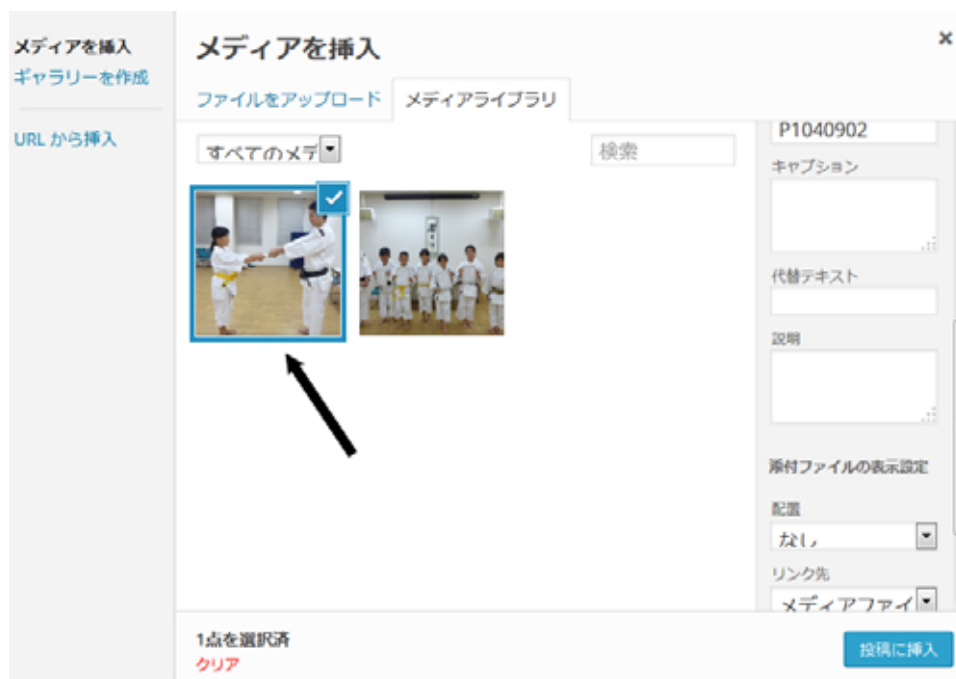 メディアを挿入
ギャラリーを作成
URL から挿入
メディアを挿入
×
ファイルをアップロード
メディアライブラリ
すべてのメデ
検索
P1040902
キャプション
代替テキスト
説明
添付ファイルの表示設定
配置
なし
リンク先
メディアファイ
1点を選択済
クリア
投稿に挿入